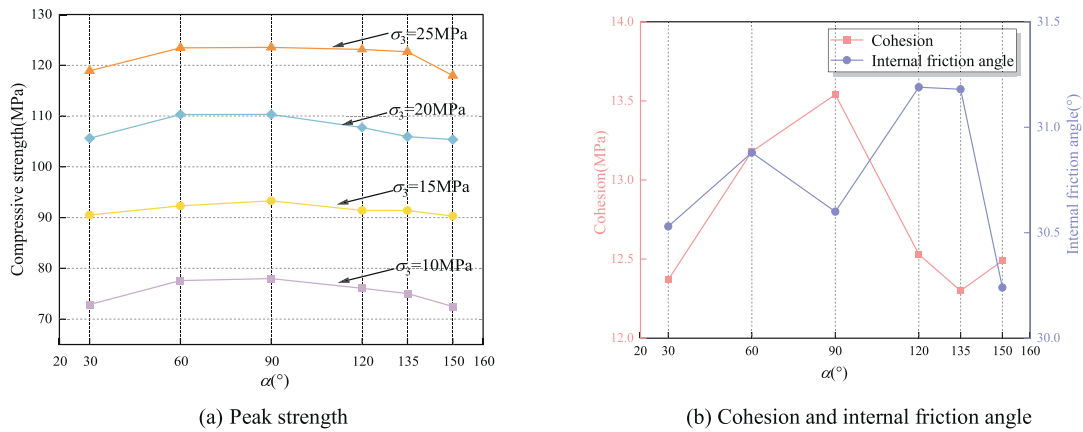 130
120
110
100
90
80
70
20 30 60 90 120 135 150 160
Compressive strength(MPa)
α(°)
σ3=25MPa
σ3=20MPa
σ3=15MPa
σ3=10MPa
(a) Peak strength
14.0
13.5
13.0
12.5
12.0
Cohesion(MPa)
Cohesion
Internal friction angle
31.5
31.0
30.5
30.0
Internal friction angle(°)
20 30 60 90 120 135 150 160
α(°)
(b) Cohesion and internal friction angle